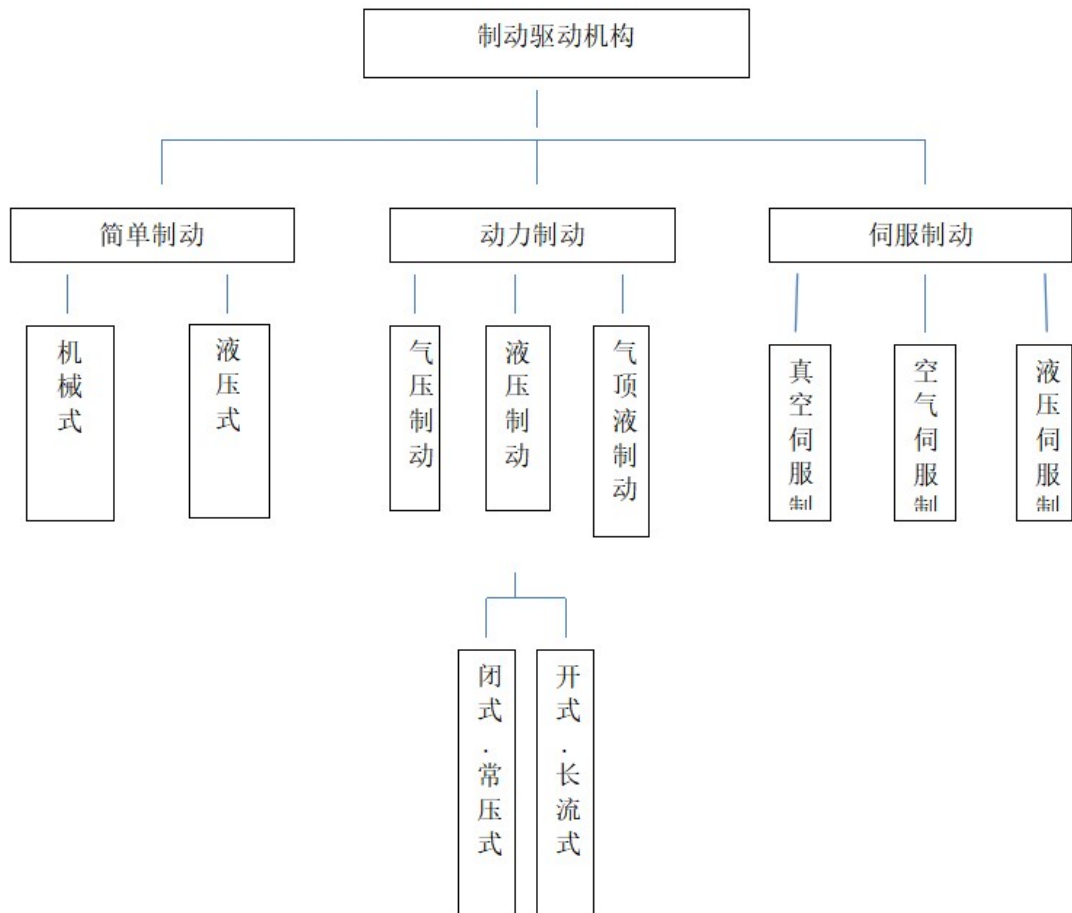 制动驱动机构
简单制动
动力制动
伺服制动
机械式
液压式
气压制动
液压制动
气顶液制动
真空伺服制
空气伺服制
液压伺服制
闭式.常压式
开式.长流式